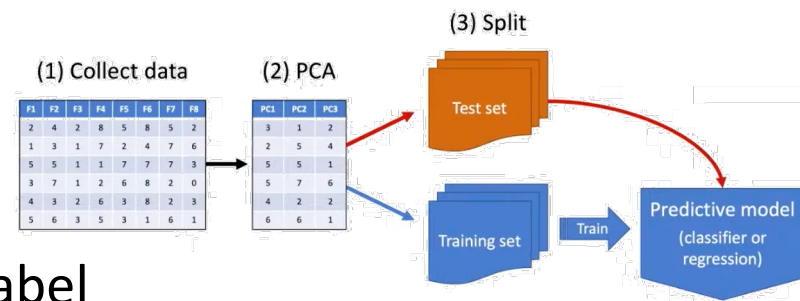 (3) Split
(1) Collect data
(2) PCA
F1 F2 F3 F4 F5 F6 F7 F8
2 4 2 8 5 8 5 2
1 3 1 7 2 4 7 6
5 5 1 1 7 7 7 3
3 7 1 2 6 8 2 0
4 3 2 6 3 8 2 3
5 6 3 5 3 1 6 1
PC1 PC2 PC3
3 1 2
2 5 4
5 5 1
5 7 6
4 2 2
6 6 1
Test set
Training set
Train
Predictive model
(classifier or
regression)
abel